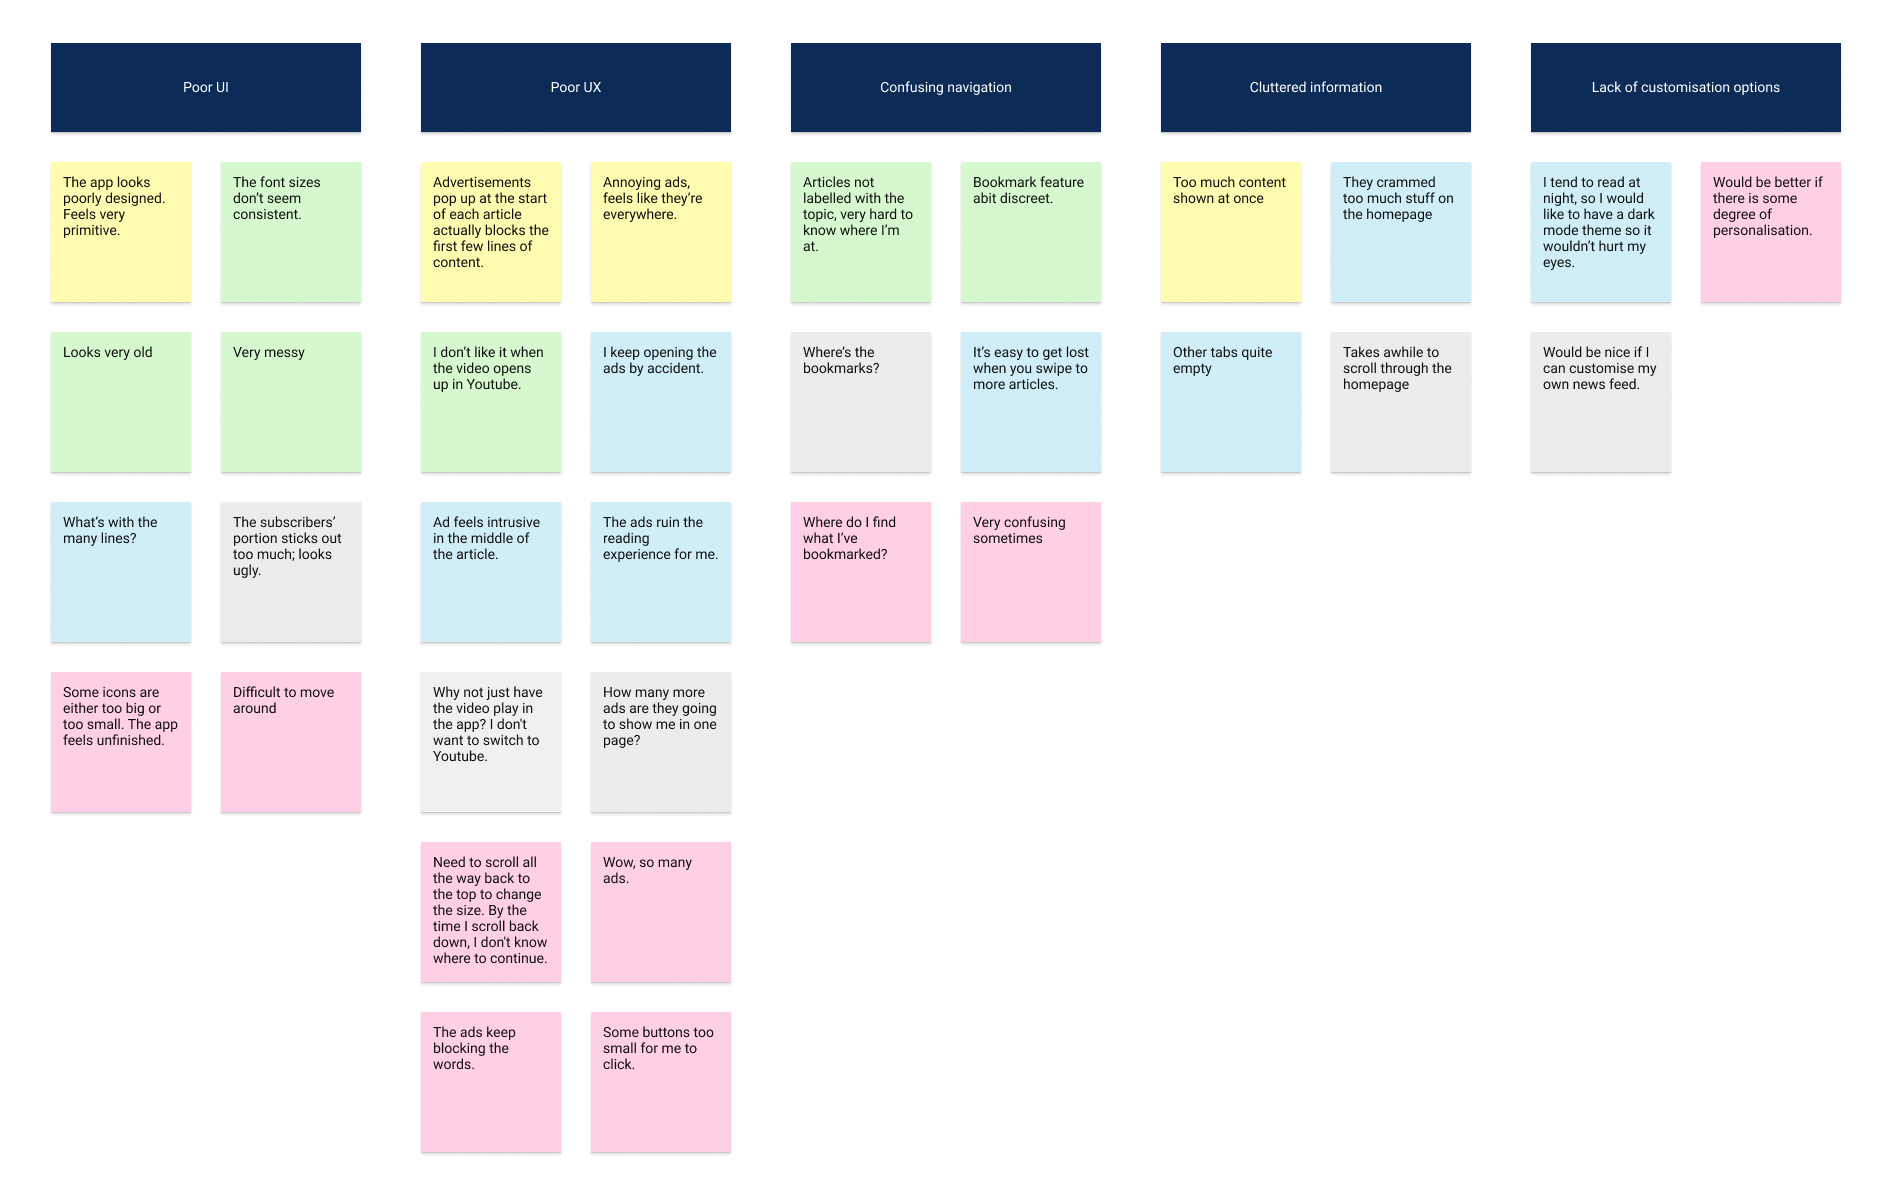 Poor UI
Poor UX
Confusing navigation
Cluttered information
Lack of customisation options
The app looks
poorly designed.
Feels very
primitive.
The font sizes
don’t seem
consistent.
Advertisements
pop up at the start
of each article
actually blocks the
first few lines of
content.
Annoying ads,
feels like they’re
everywhere.
Articles not
labelled with the
topic, very hard to
know where I’m
at.
Bookmark feature
abit discreet.
Too much content
shown at once
They crammed
too much stuff on
the homepage
I tend to read at
night, so I would
like to have a dark
mode theme so it
wouldn’t hurt my
eyes.
Would be better if
there is some
degree of
personalisation.
Looks very old
Very messy
I don’t like it when
the video opens
up in Youtube.
I keep opening the
ads by accident.
Where’s the
bookmarks?
It’s easy to get lost
when you swipe to
more articles.
Other tabs quite
empty
Takes awhile to
scroll through the
homepage
Would be nice if I
can customise my
own news feed.
What’s with the
many lines?
The subscribers’
portion sticks out
too much; looks
ugly.
Ad feels intrusive
in the middle of
the article.
The ads ruin the
reading
experience for me.
Where do I find
what I’ve
bookmarked?
Very confusing
sometimes
Some icons are
either too big or
too small. The app
feels unfinished.
Difficult to move
around
Why not just have
the video play in
the app? I don't
want to switch to
Youtube.
How many more
ads are they going
to show me in one
page?
Need to scroll all
the way back to
the top to change
the size. By the
time I scroll back
down, I don't know
where to continue.
Wow, so many
ads.
The ads keep
blocking the
words.
Some buttons too
small for me to
click.